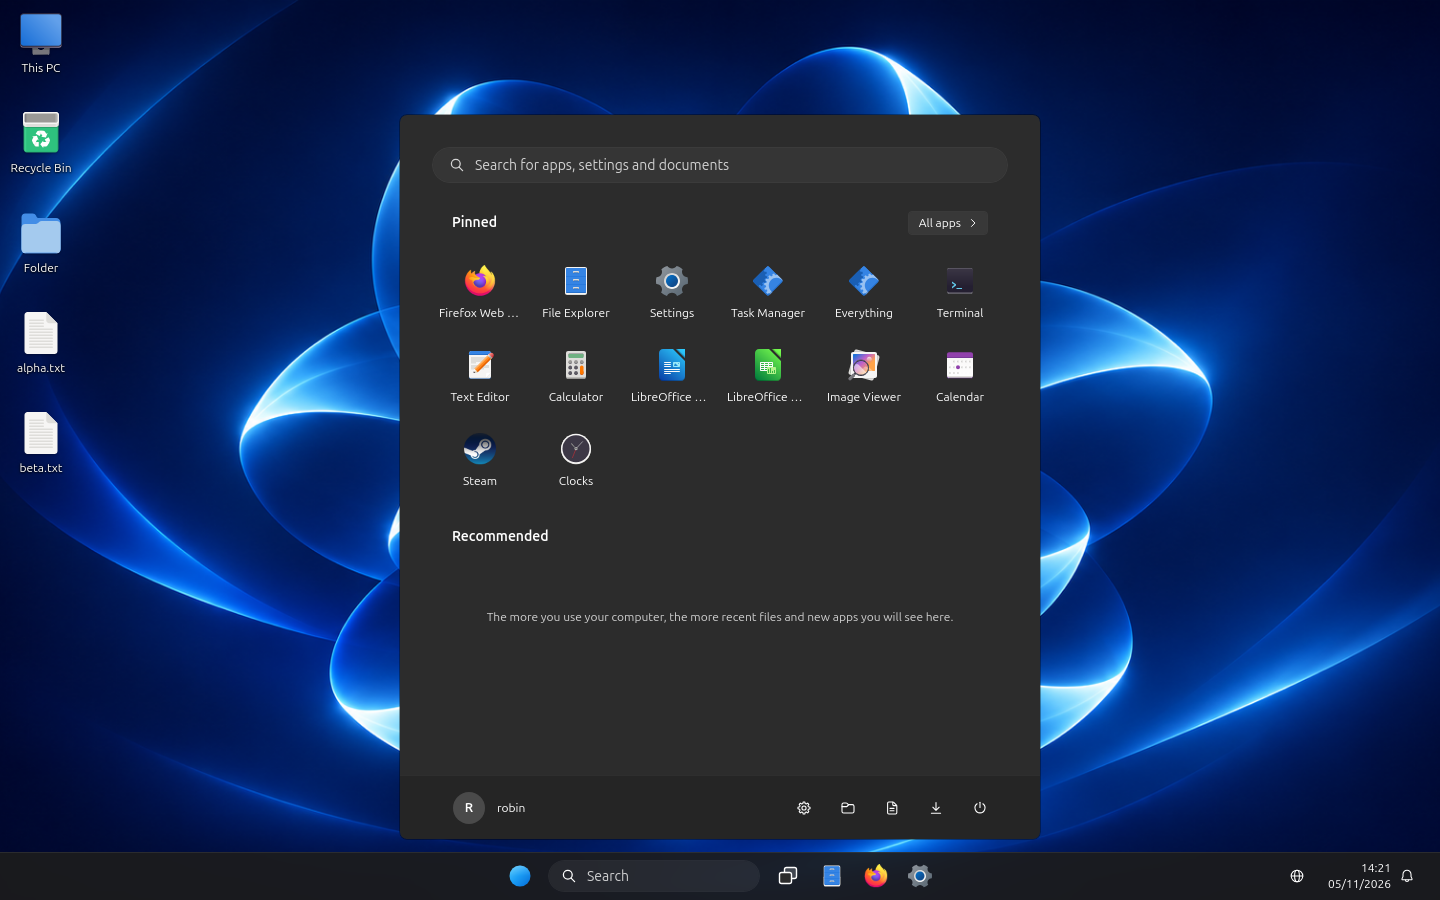 This PC
Recycle Bin
Folder
alpha.txt
beta.txt
Search for apps, settings and documents
Pinned
All apps
Firefox Web ...
File Explorer
Settings
Task Manager
Everything
Terminal
Text Editor
Calculator
LibreOffice ...
LibreOffice ...
Image Viewer
Calendar
Steam
Clocks
Recommended
The more you use your computer, the more recent files and new apps you will see here.
R
robin
Search
14:21
05/11/2026